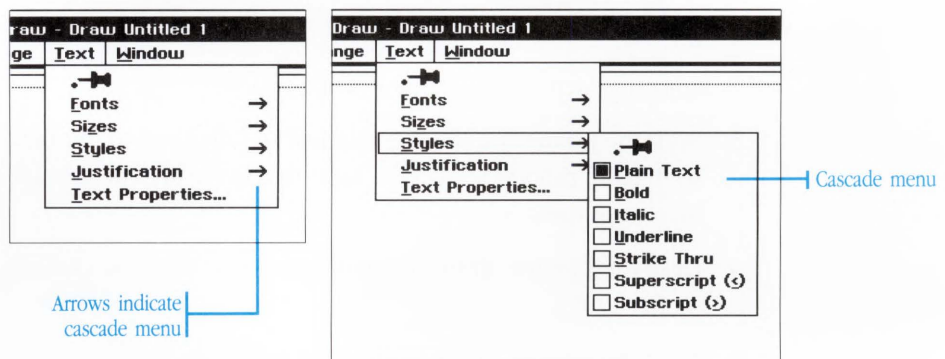 raw - Draw Untitled 1
ge Text Window
Fonts →
Sizes →
Styles →
Justification →
Text Properties...
Arrows indicate
cascade menu
Draw - Draw Untitled 1
nge Text Window
Fonts →
Sizes →
Styles →
Justification →
Text Properties...
Plain Text
Bold
Italic
Underline
Strike Thru
Superscript (<)
Subscript (>)
Cascade menu